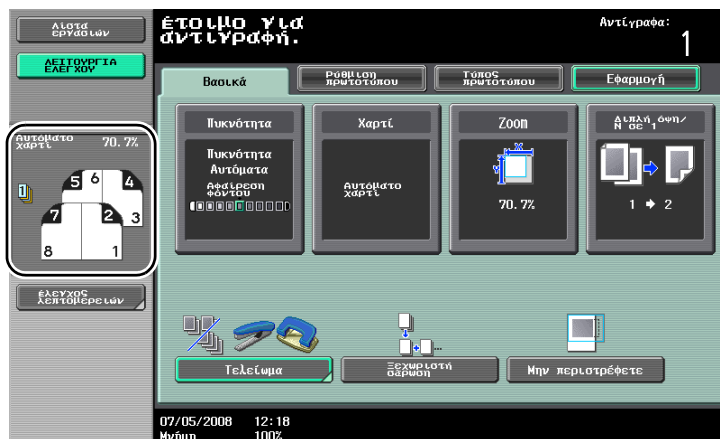 Λίστα
εργασιών
ΛΕΙΤΟΥΡΓΙΑ
ΕΛΕΓΧΟΥ
έτοιμο για
αντιγραφή.
Αντίγραφα:
1
Βασικά
Ρύθμιση
πρωτοτύπου
Τύπος
πρωτοτύπου
Εφαρμογή
Αυτόματο
χαρτί
70.7%
5 6 4
7 2 3
8 1
έλεγχος
λεπτομερειών
Πυκνότητα
Πυκνότητα
Αυτόματα
Αφαίρεση
φόντου
Χαρτί
Αυτόματο
χαρτί
Zoom
70.7%
Διπλή όψη/
N σε 1
1 → 2
Τελείωμα
Ξεχωριστή
σάρωση
Μην περιστρέφετε
07/05/2008 12:18
Μνήμη 100%